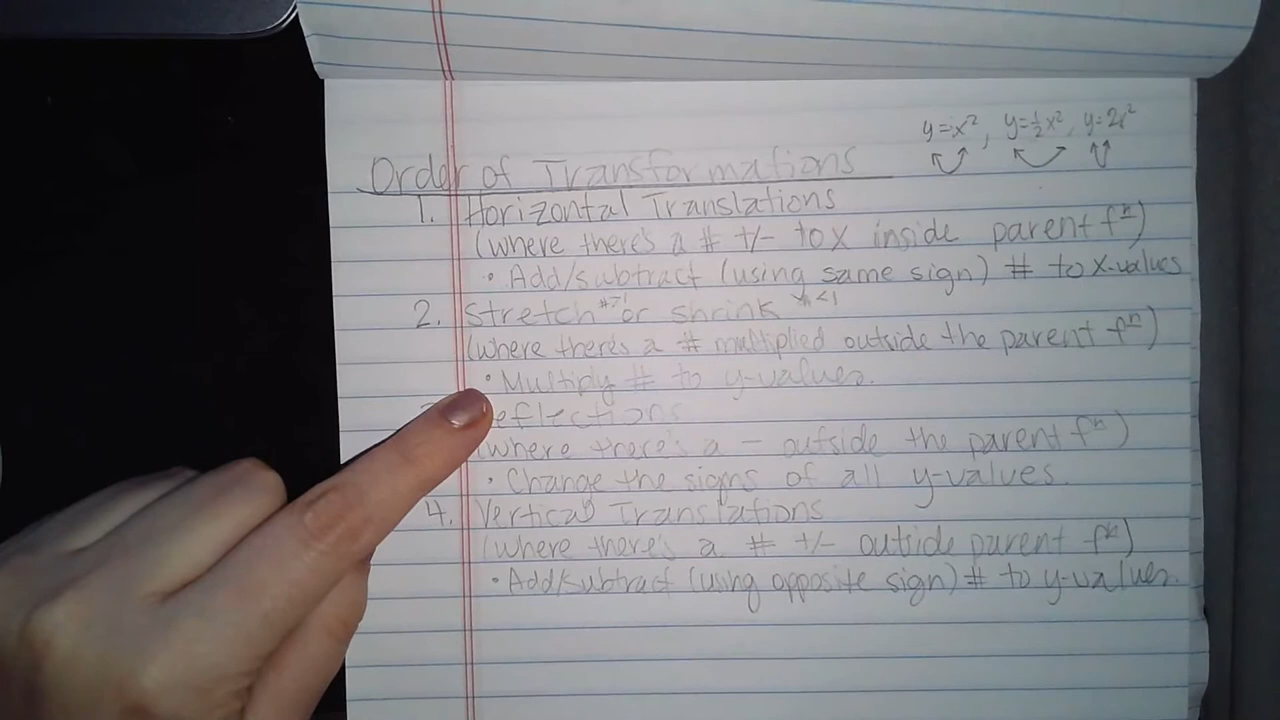 y=x², y=½x², y=2x²
Order of Transformations
1. Horizontal Translations
(where there's a # +/- to x inside parent fⁿ)
• Add/subtract (using same sign) # to x-values
2. Stretch #>1 or shrink <1
(where there's a # multiplied outside the parent fⁿ)
• Multiply # to y-values.
eflections
(where there's a - outside the parent fⁿ)
• Change the signs of all y-values.
4. Vertical Translations
(where there's a # +/- outside parent fⁿ)
• Add/subtract (using opposite sign) # to y-values.